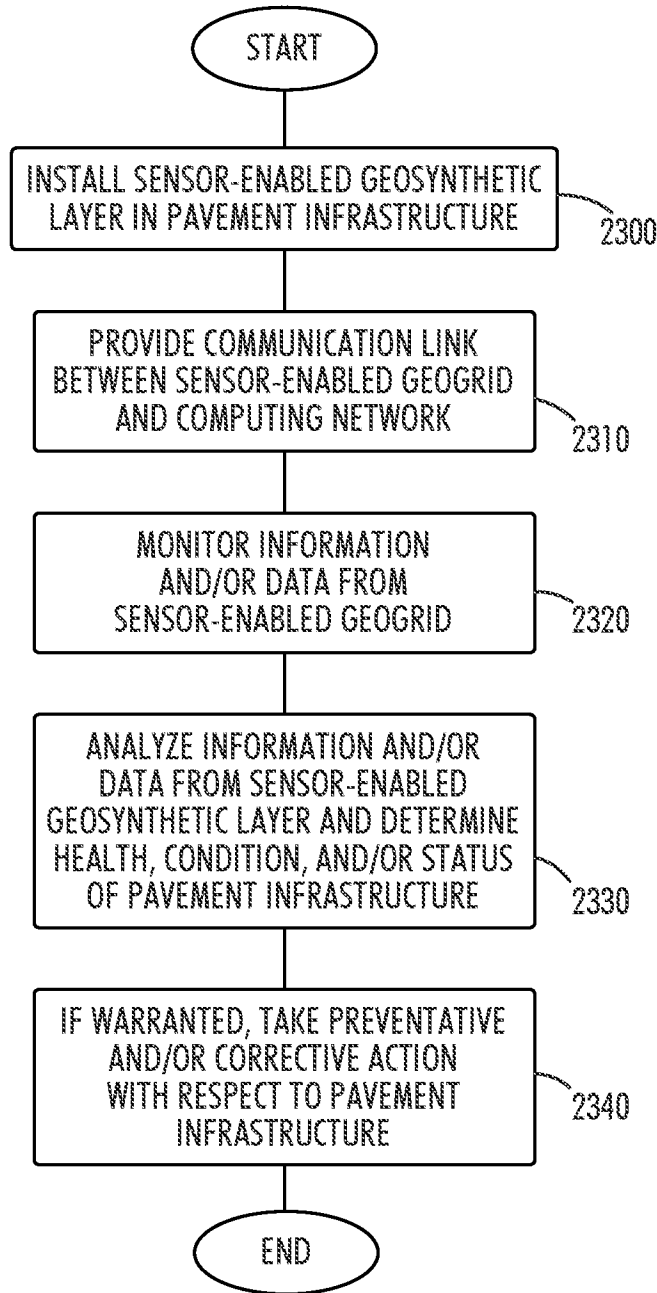 START
INSTALL SENSOR-ENABLED GEOSYNTHETIC
LAYER IN PAVEMENT INFRASTRUCTURE
2300
PROVIDE COMMUNICATION LINK
BETWEEN SENSOR-ENABLED GEOGRID
AND COMPUTING NETWORK
2310
MONITOR INFORMATION
AND/OR DATA FROM
SENSOR-ENABLED GEOGRID
2320
ANALYZE INFORMATION AND/OR
DATA FROM SENSOR-ENABLED
GEOSYNTHETIC LAYER AND DETERMINE
HEALTH, CONDITION, AND/OR STATUS
OF PAVEMENT INFRASTRUCTURE
2330
IF WARRANTED, TAKE PREVENTATIVE
AND/OR CORRECTIVE ACTION
WITH RESPECT TO PAVEMENT
INFRASTRUCTURE
2340
END